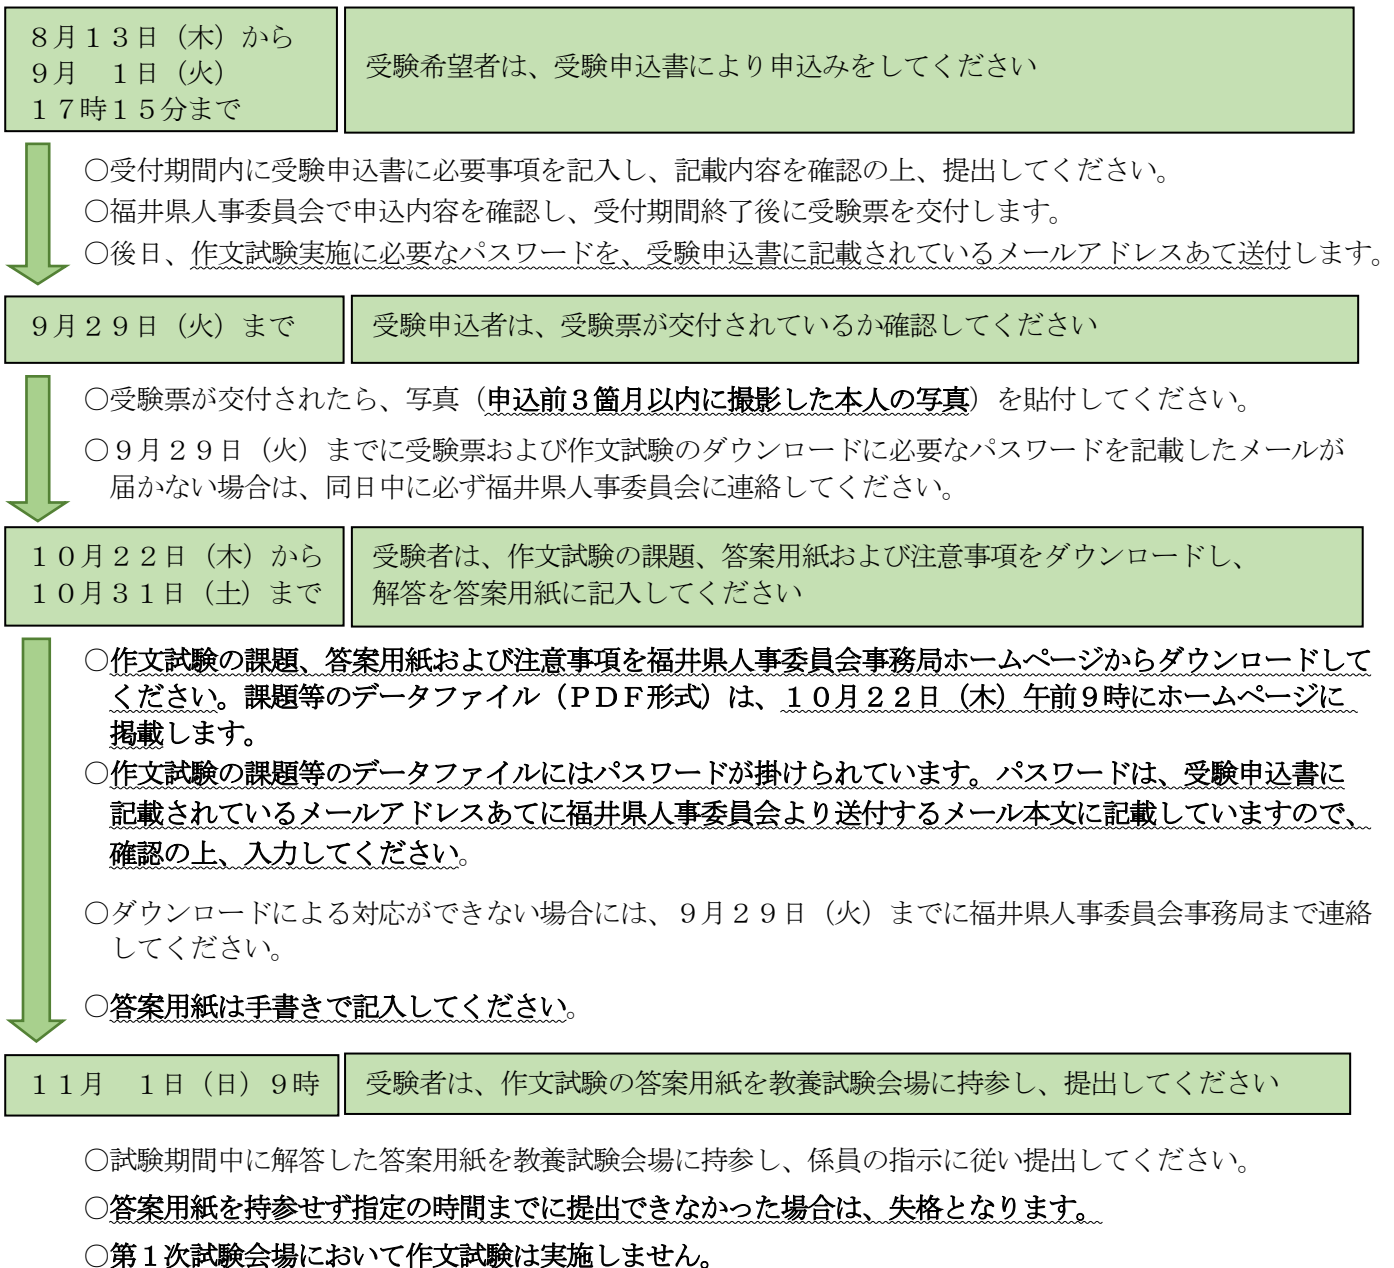 ８月１３日（木）から
９月　１日（火）
１７時１５分まで
受験希望者は、受験申込書により申込みをしてください
○受付期間内に受験申込書に必要事項を記入し、記載内容を確認の上、提出してください。
○福井県人事委員会で申込内容を確認し、受付期間終了後に受験票を交付します。
○後日、作文試験実施に必要なパスワードを、受験申込書に記載されているメールアドレスあて送付します。
９月２９日（火）まで
受験申込者は、受験票が交付されているか確認してください
○受験票が交付されたら、写真（申込前３箇月以内に撮影した本人の写真）を貼付してください。
○９月２９日（火）までに受験票および作文試験のダウンロードに必要なパスワードを記載したメールが
届かない場合は、同日中に必ず福井県人事委員会に連絡してください。
１０月２２日（木）から
１０月３１日（土）まで
受験者は、作文試験の課題、答案用紙および注意事項をダウンロードし、
解答を答案用紙に記入してください
○作文試験の課題、答案用紙および注意事項を福井県人事委員会事務局ホームページからダウンロードして
ください。課題等のデータファイル（ＰＤＦ形式）は、１０月２２日（木）午前９時にホームページに
掲載します。
○作文試験の課題等のデータファイルにはパスワードが掛けられています。パスワードは、受験申込書に
記載されているメールアドレスあてに福井県人事委員会より送付するメール本文に記載していますので、
確認の上、入力してください。
○ダウンロードによる対応ができない場合には、９月２９日（火）までに福井県人事委員会事務局まで連絡
してください。
○答案用紙は手書きで記入してください。
１１月　１日（日）９時
受験者は、作文試験の答案用紙を教養試験会場に持参し、提出してください
○試験期間中に解答した答案用紙を教養試験会場に持参し、係員の指示に従い提出してください。
○答案用紙を持参せず指定の時間までに提出できなかった場合は、失格となります。
○第１次試験会場において作文試験は実施しません。